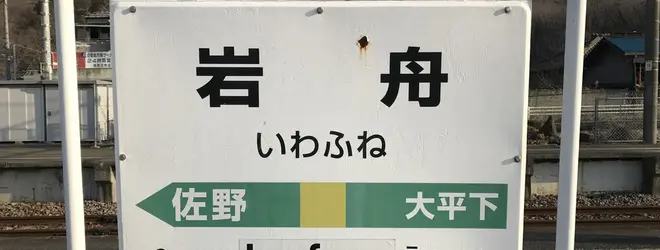 岩舟
いわふね
佐野 大平下